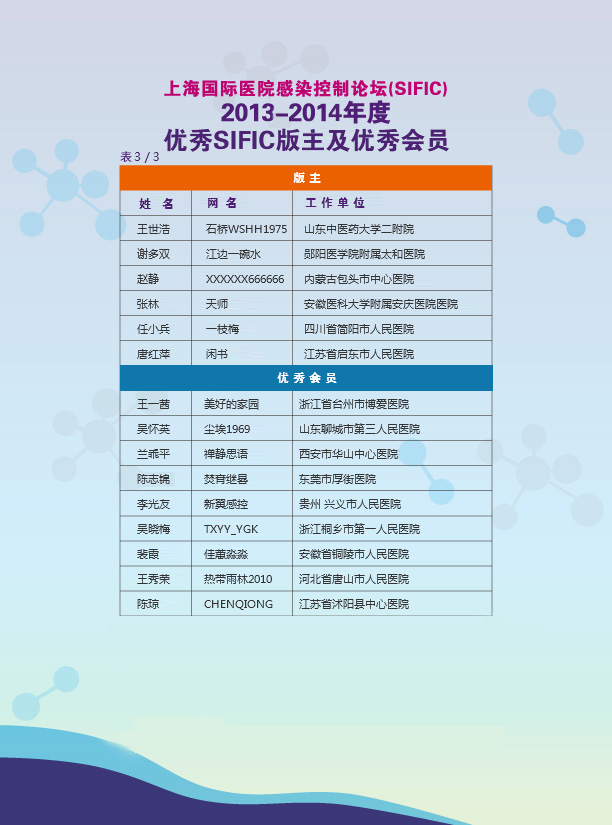 上海国际医院感染控制论坛(SIFIC)
2013-2014年度
优秀SIFIC版主及优秀会员
表3/3
版主
姓 名 网 名 工作单位
王世浩 石桥WSHH1975 山东中医药大学二附院
谢多双 江边一碗水 郧阳医学院附属太和医院
赵静 XXXXXX666666 内蒙古包头市中心医院
张林 天师 安徽医科大学附属安庆医院医院
任小兵 一枝梅 四川省简阳市人民医院
唐红萍 闲书 江苏省启东市人民医院
优秀会员
王一茜 美好的家园 浙江省台州市博爱医院
吴怀英 尘埃1969 山东聊城市第三人民医院
兰乖平 禅静思语 西安市华山中心医院
陈志锦 焚膏继晷 东莞市厚街医院
李光友 新翼感控 贵州 兴义市人民医院
吴晓梅 TXYY_YGK 浙江桐乡市第一人民医院
裴霞 佳蕙淼淼 安徽省铜陵市人民医院
王秀荣 热带雨林2010 河北省唐山市人民医院
陈琼 CHENQIONG 江苏省沭阳县中心医院